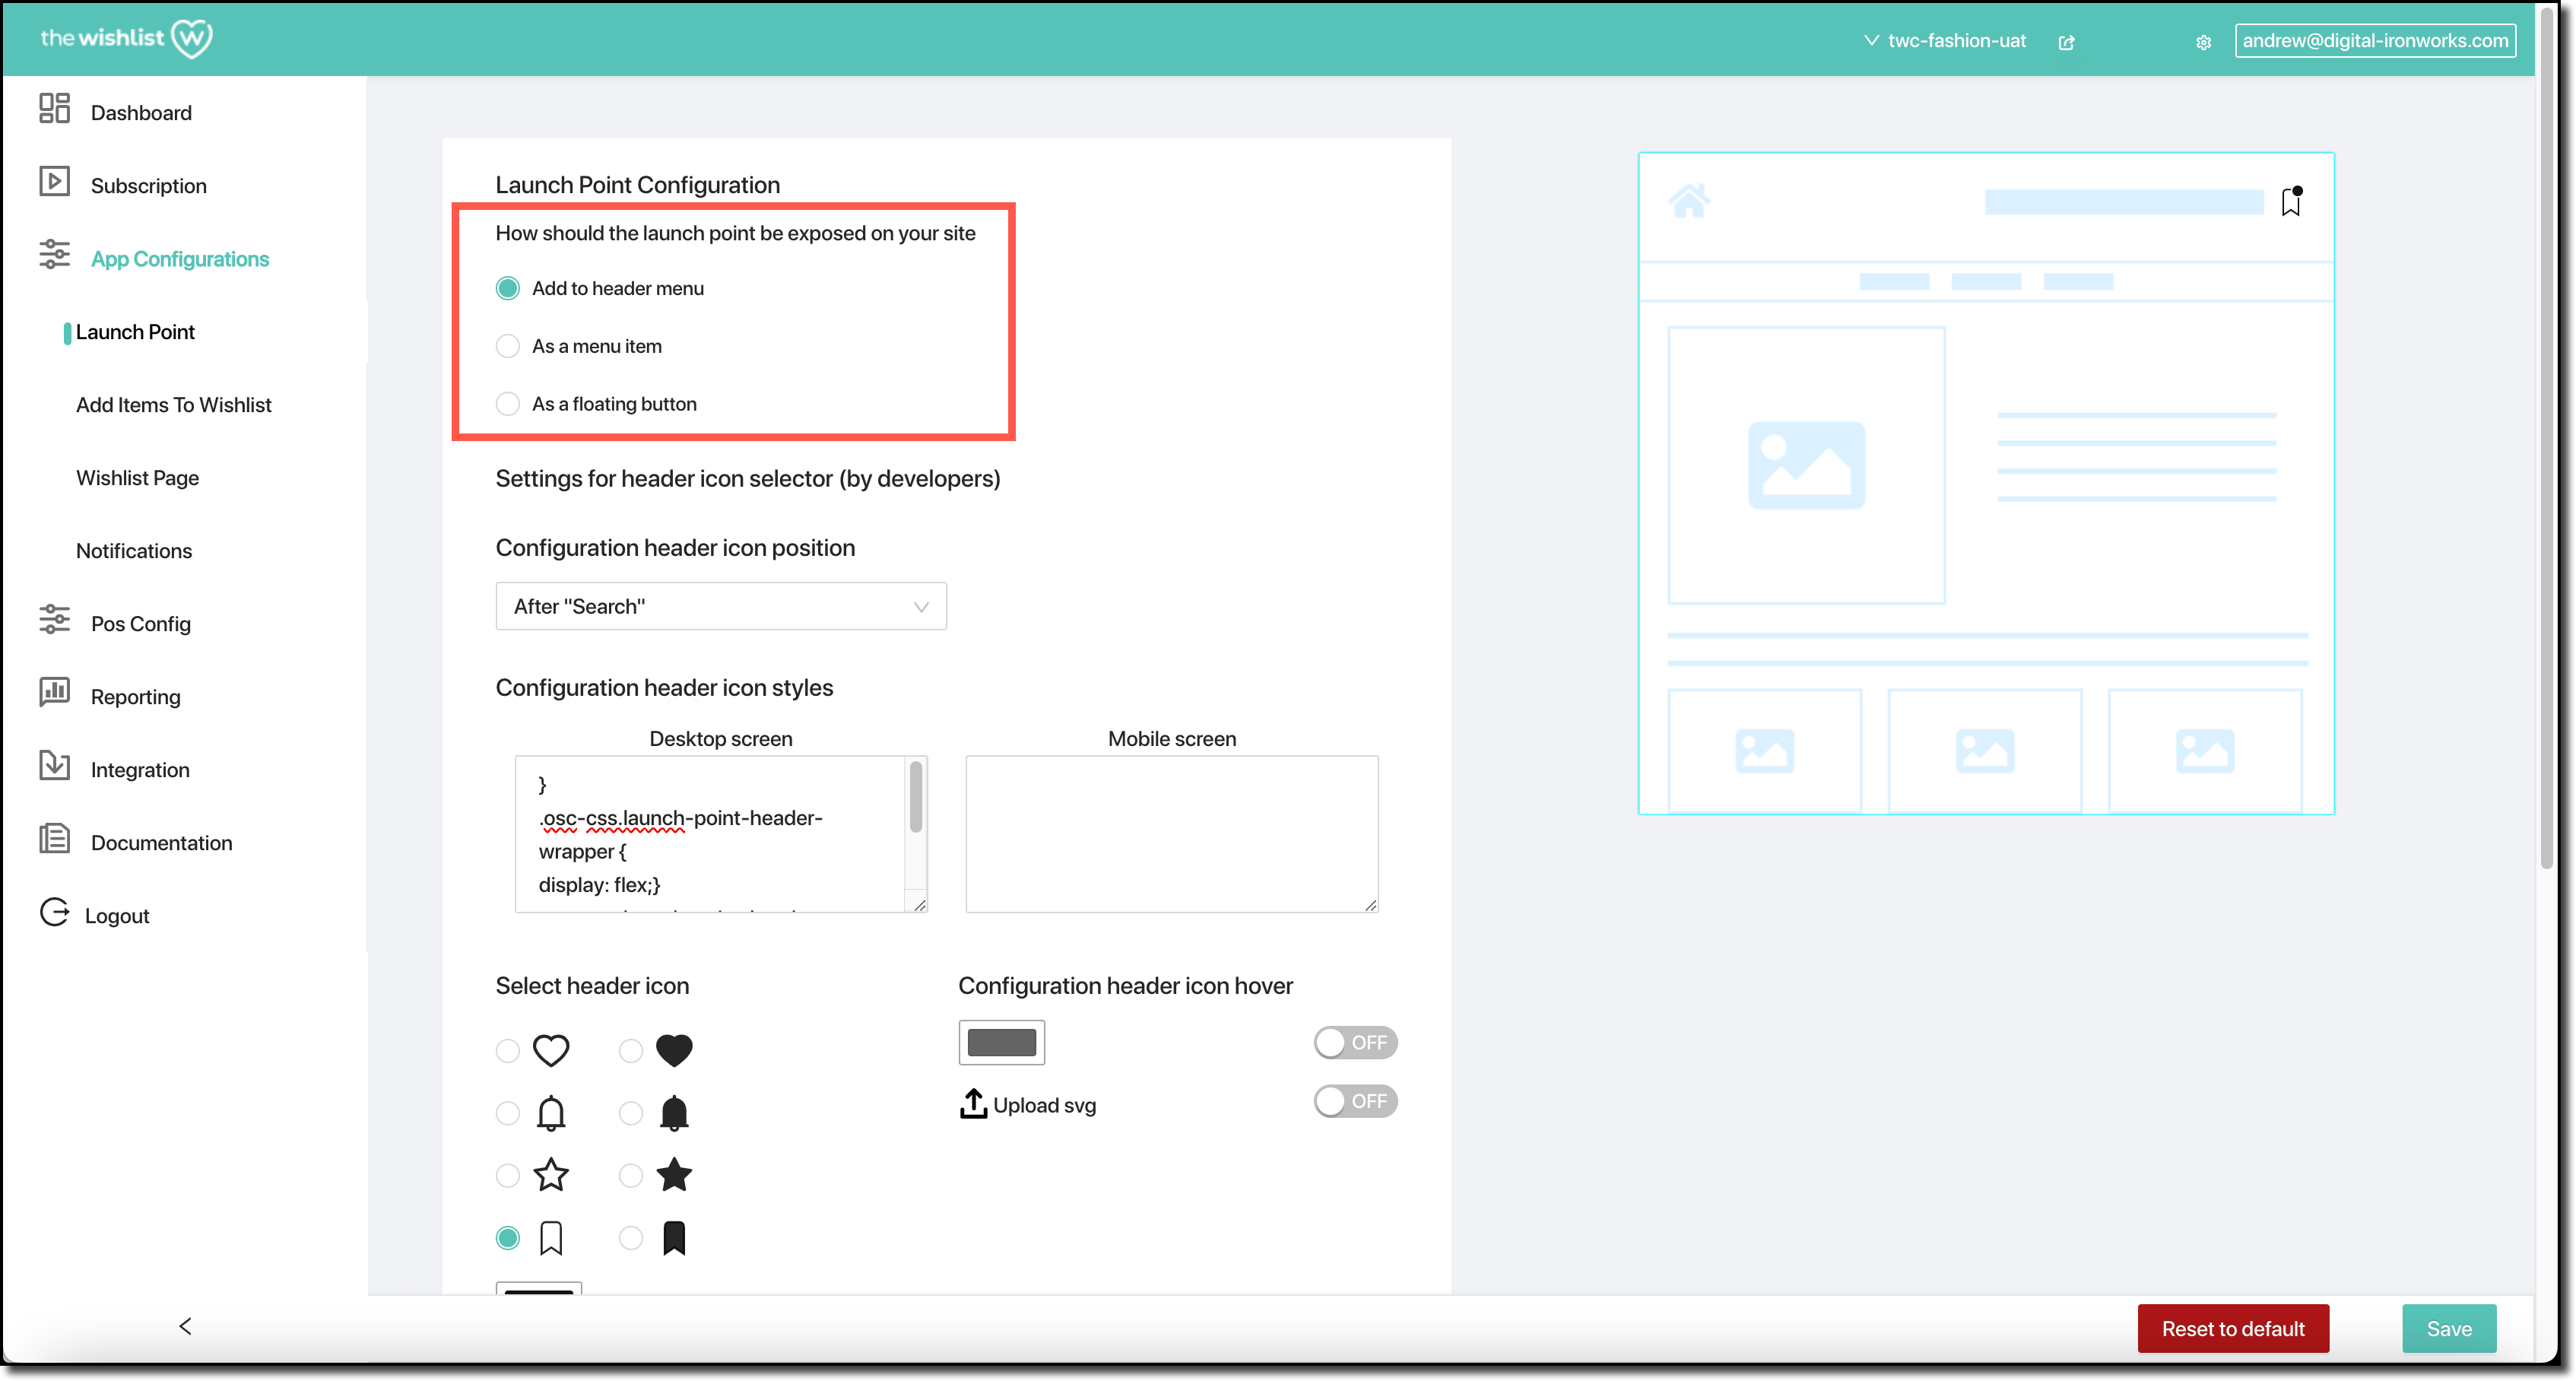 the wishlist W
twc-fashion-uat
andrew@digital-ironworks.com
Dashboard
Subscription
App Configurations
Launch Point
Add Items To Wishlist
Wishlist Page
Notifications
Pos Config
Reporting
Integration
Documentation
Logout
Launch Point Configuration
How should the launch point be exposed on your site
Add to header menu
As a menu item
As a floating button
Settings for header icon selector (by developers)
Configuration header icon position
After "Search"
Configuration header icon styles
Desktop screen
}
.osc-css.launch-point-header-
wrapper {
display: flex;}
Mobile screen
Select header icon
Configuration header icon hover
OFF
Upload svg
OFF
Reset to default
Save